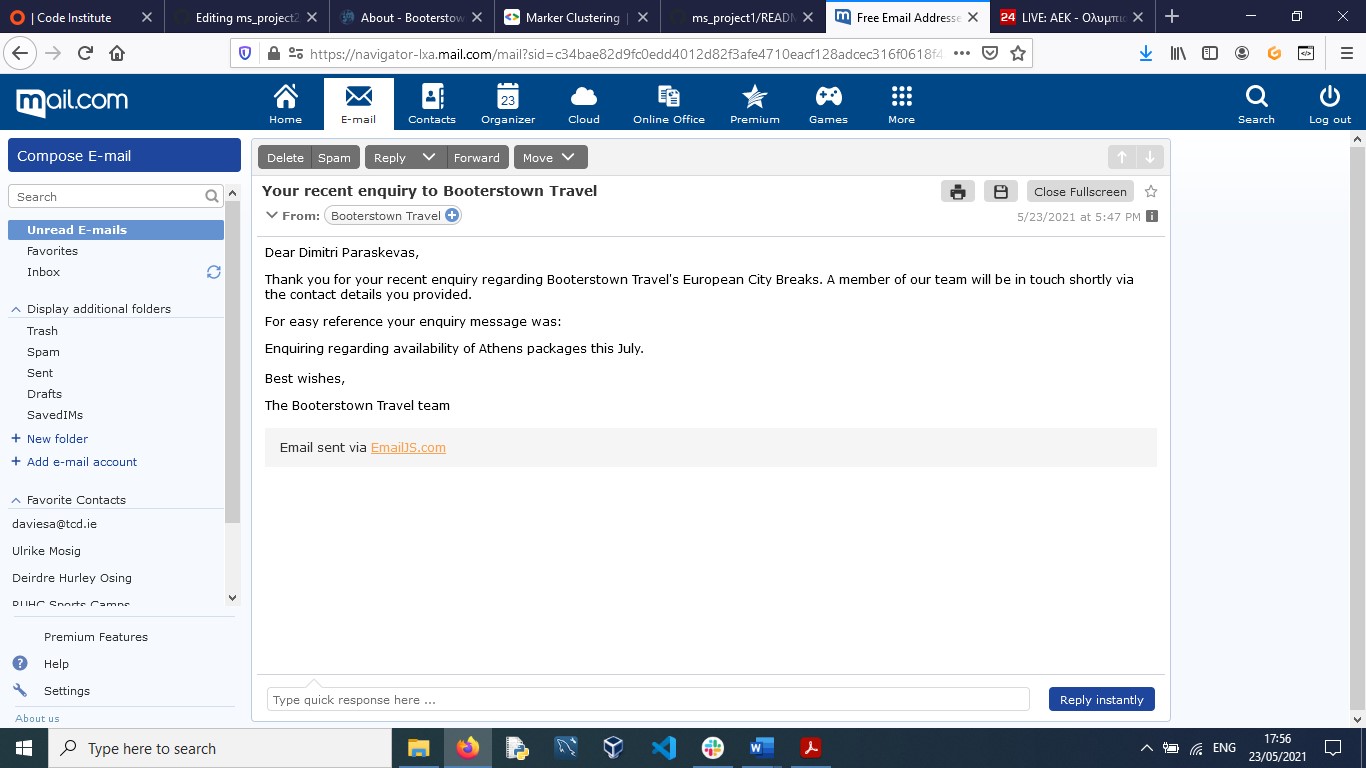 | Code Institute
Editing ms_project2
About - Booterstow
Marker Clustering |
ms_project1/READM
Free Email Addresse
24 LIVE: ΑΕΚ - Ολυμπι
https://navigator-lxa.mail.com/mail?sid=c34bae82d9fc0edd4012d82f3afe4710eacf128adcec316f0618f4
mail.com
Home
E-mail
Contacts
23
Organizer
Cloud
Online Office
Premium
Games
More
Search
Log out
Compose E-mail
Search
Unread E-mails
Favorites
Inbox
Display additional folders
Trash
Spam
Sent
Drafts
SavedIMs
+ New folder
+ Add e-mail account
Favorite Contacts
daviesa@tcd.ie
Ulrike Mosig
Deirdre Hurley Osing
Premium Features
? Help
Settings
About us
Delete Spam Reply Forward Move
Your recent enquiry to Booterstown Travel
Close Fullscreen
From: Booterstown Travel
5/23/2021 at 5:47 PM
Dear Dimitri Paraskevas,
Thank you for your recent enquiry regarding Booterstown Travel's European City Breaks. A member of our team will be in touch shortly via
the contact details you provided.
For easy reference your enquiry message was:
Enquiring regarding availability of Athens packages this July.
Best wishes,
The Booterstown Travel team
Email sent via EmailJS.com
Type quick response here ...
Reply instantly
Type here to search
ENG
17:56
23/05/2021